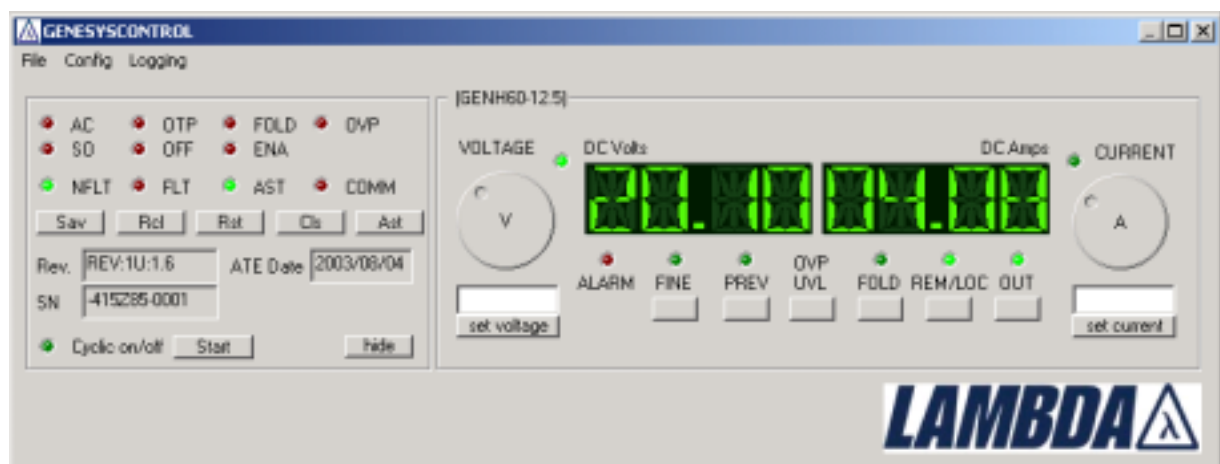 GENESYSCONTROL
File Config Logging
AC OTP FOLD OVP
SO OFF ENA
NFLT FLT AST COMM
Sav Rcl Rst Cls Ast
Rev. REV:1U:1.6 ATE Date 2003/08/04
SN -415Z85-0001
Cyclic on/off Start hide
(GENH60-12.5)
VOLTAGE DC Volts DC Amps CURRENT
V A
ALARM FINE PREV OVP UVL FOLD REM/LOC OUT
set voltage set current
LAMBDA λ